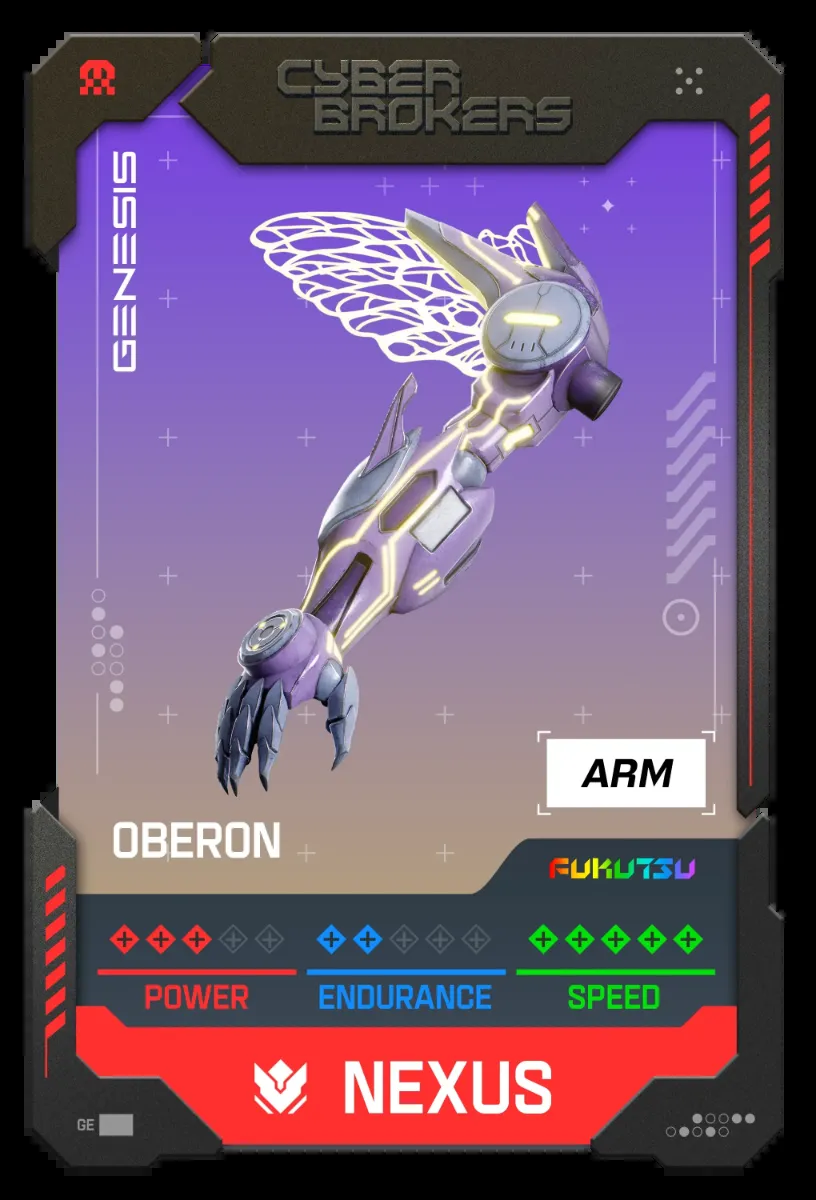 CYBER
BROKERS
GENESIS
ARM
OBERON
FUKUTSU
POWER ENDURANCE SPEED
NEXUS
GE